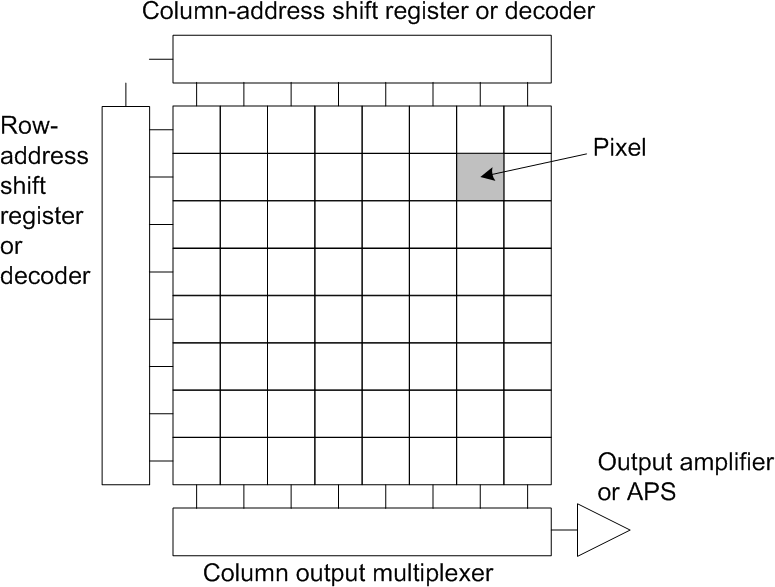 Column-address shift register or decoder
Row-
address
shift
register
or
decoder
Pixel
Output amplifier
or APS
Column output multiplexer